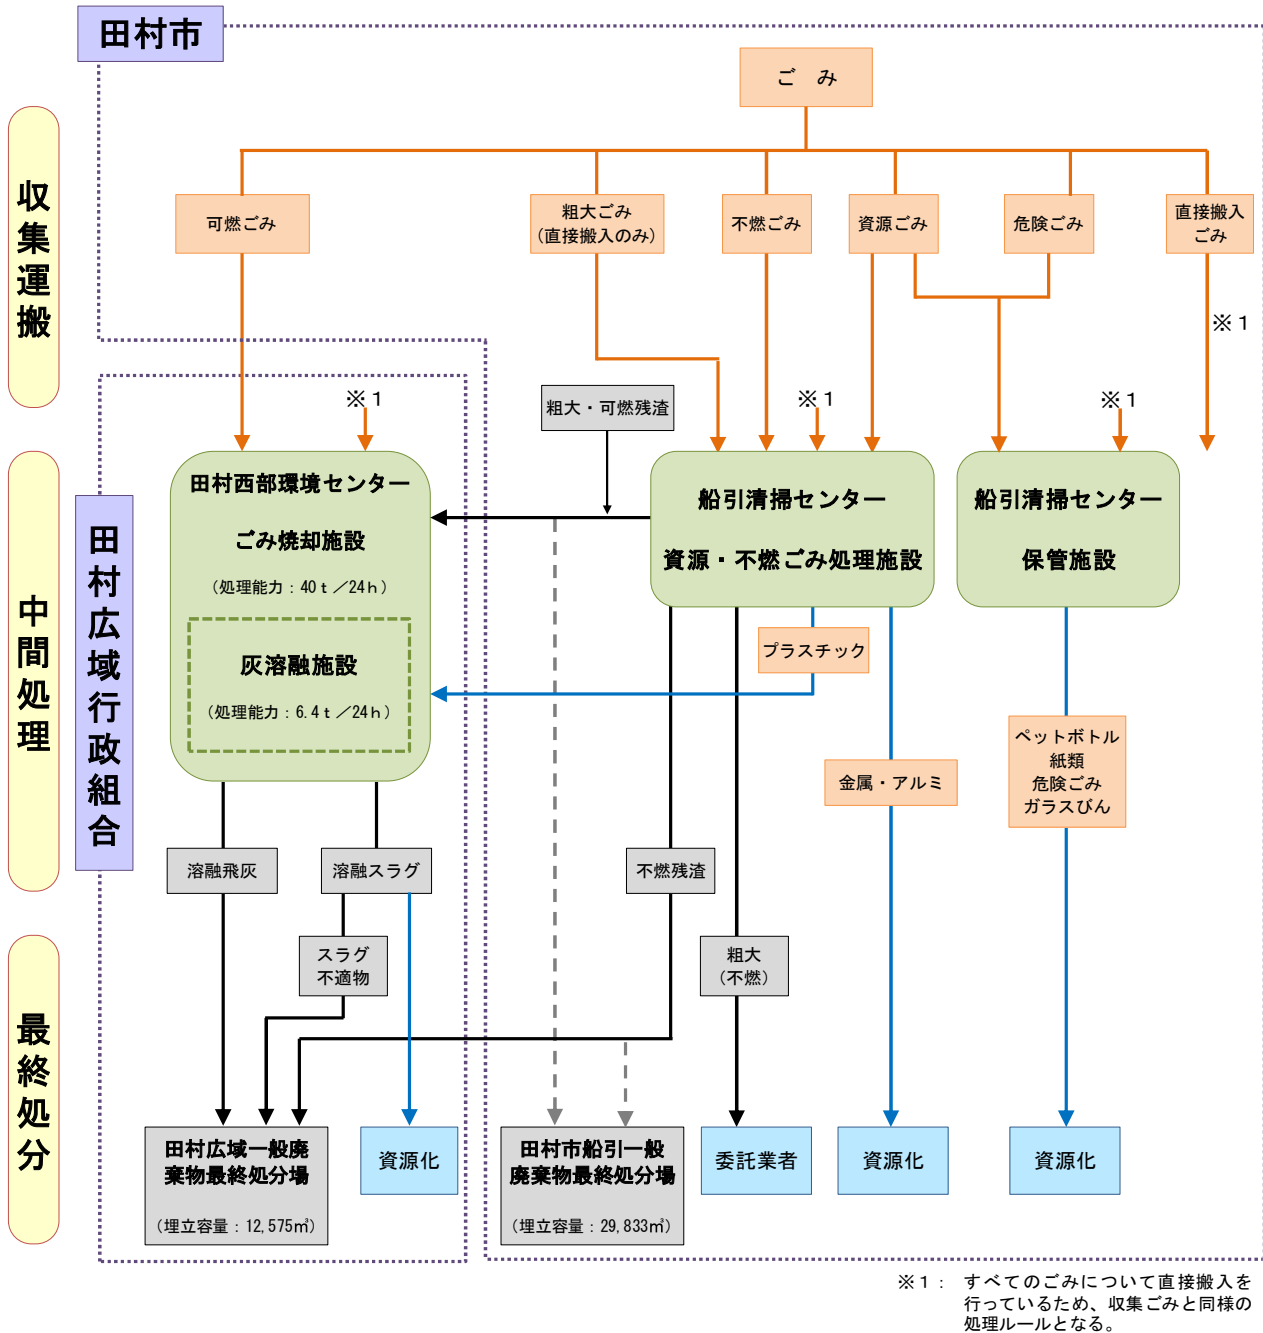 田村市
ご　み
収集運搬
可燃ごみ
粗大ごみ
（直接搬入のみ）
不燃ごみ
資源ごみ
危険ごみ
直接搬入
ごみ
※１
※１
※１
※１
粗大・可燃残渣
中間処理
田村広域行政組合
田村西部環境センター
ごみ焼却施設
（処理能力：40ｔ／24ｈ）
灰溶融施設
（処理能力：6.4ｔ／24ｈ）
船引清掃センター
資源・不燃ごみ処理施設
船引清掃センター
保管施設
プラスチック
ペットボトル
紙類
危険ごみ
ガラスびん
金属・アルミ
溶融飛灰
溶融スラグ
不燃残渣
スラグ
不適物
粗大
（不燃）
最終処分
田村広域一般廃
棄物最終処分場
（埋立容量：12,575㎥）
資源化
田村市船引一般
廃棄物最終処分場
（埋立容量：29,833㎥）
委託業者
資源化
資源化
※１：　すべてのごみについて直接搬入を
行っているため、収集ごみと同様の
処理ルールとなる。